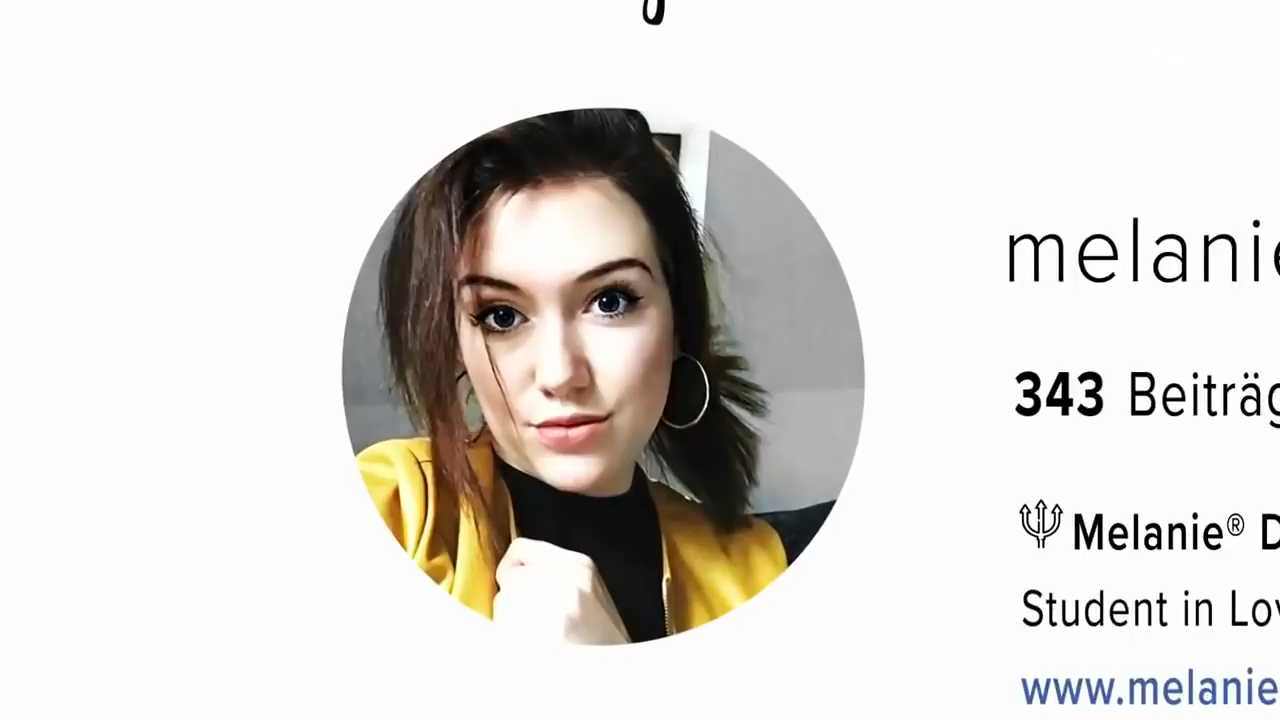 melanie
343 Beiträg
Melanie® D
Student in Lov
www.melanie